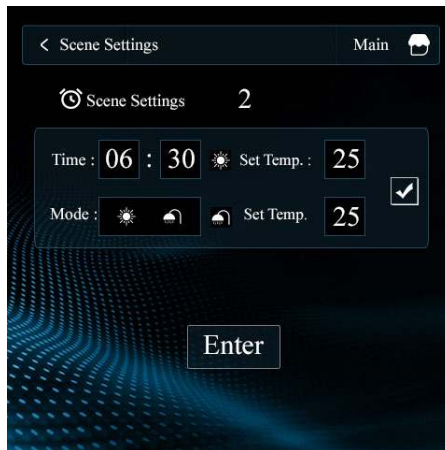 Scene Settings Main
Scene Settings 2
Time : 06 : 30 Set Temp. : 25
Mode : Set Temp. 25
Enter